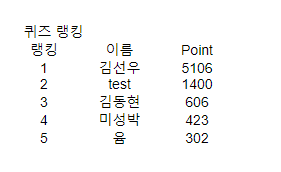 퀴즈 랭킹
랭킹 이름 Point
1 김선우 5106
2 test 1400
3 김동현 606
4 미성박 423
5 윰 302